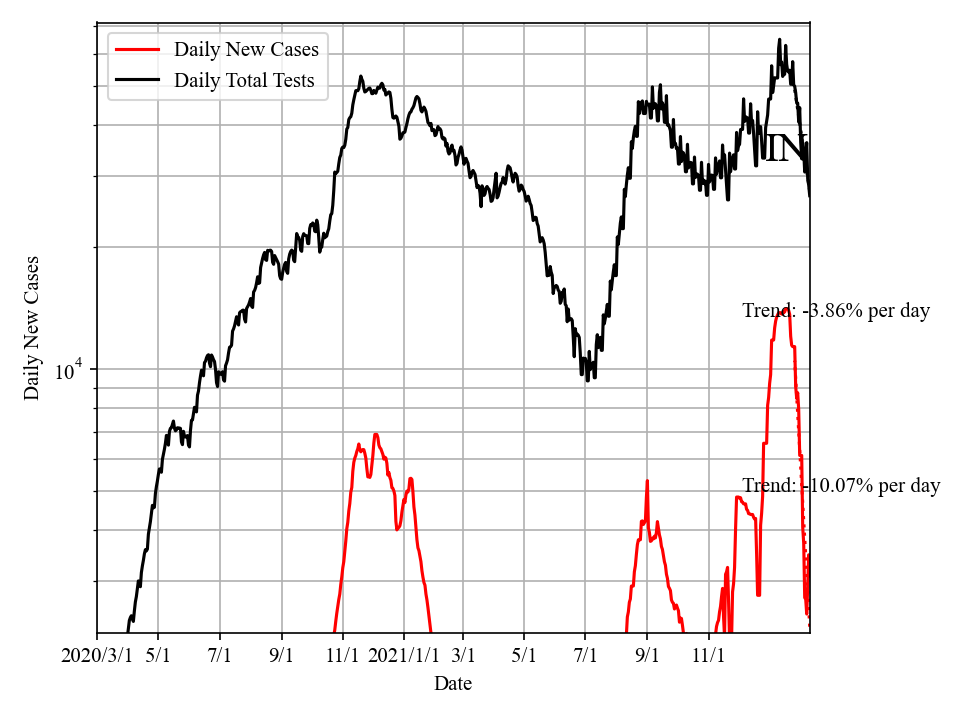 Daily New Cases
Daily Total Tests
IN
Trend: -3.86% per day
Trend: -10.07% per day
Daily New Cases
10^4
2020/3/1 5/1 7/1 9/1 11/1 2021/1/1 3/1 5/1 7/1 9/1 11/1
Date